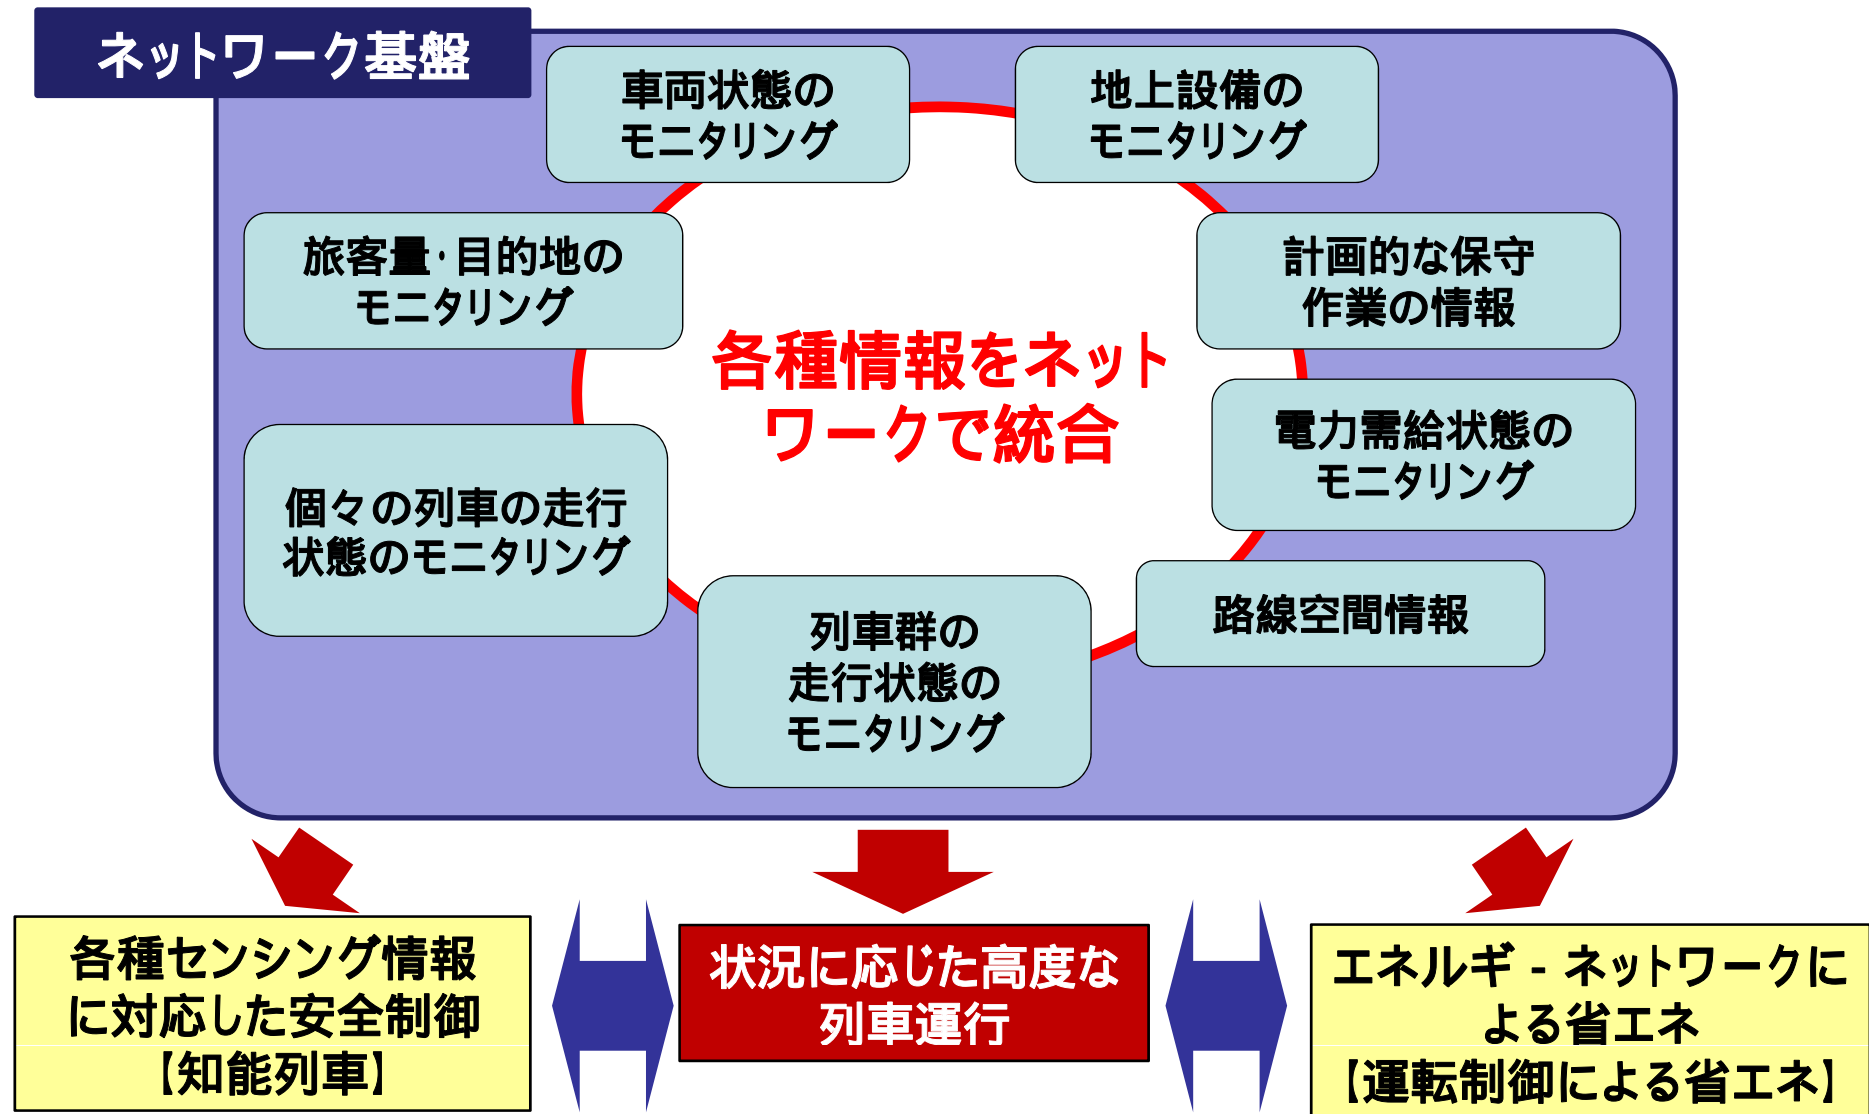 ネットワーク基盤
車両状態の
モニタリング
地上設備の
モニタリング
旅客量・目的地の
モニタリング
計画的な保守
作業の情報
各種情報をネット
ワークで統合
電力需給状態の
モニタリング
個々の列車の走行
状態のモニタリング
路線空間情報
列車群の
走行状態の
モニタリング
各種センシング情報
に対応した安全制御
【知能列車】
状況に応じた高度な
列車運行
エネルギ-ネットワークに
よる省エネ
【運転制御による省エネ】